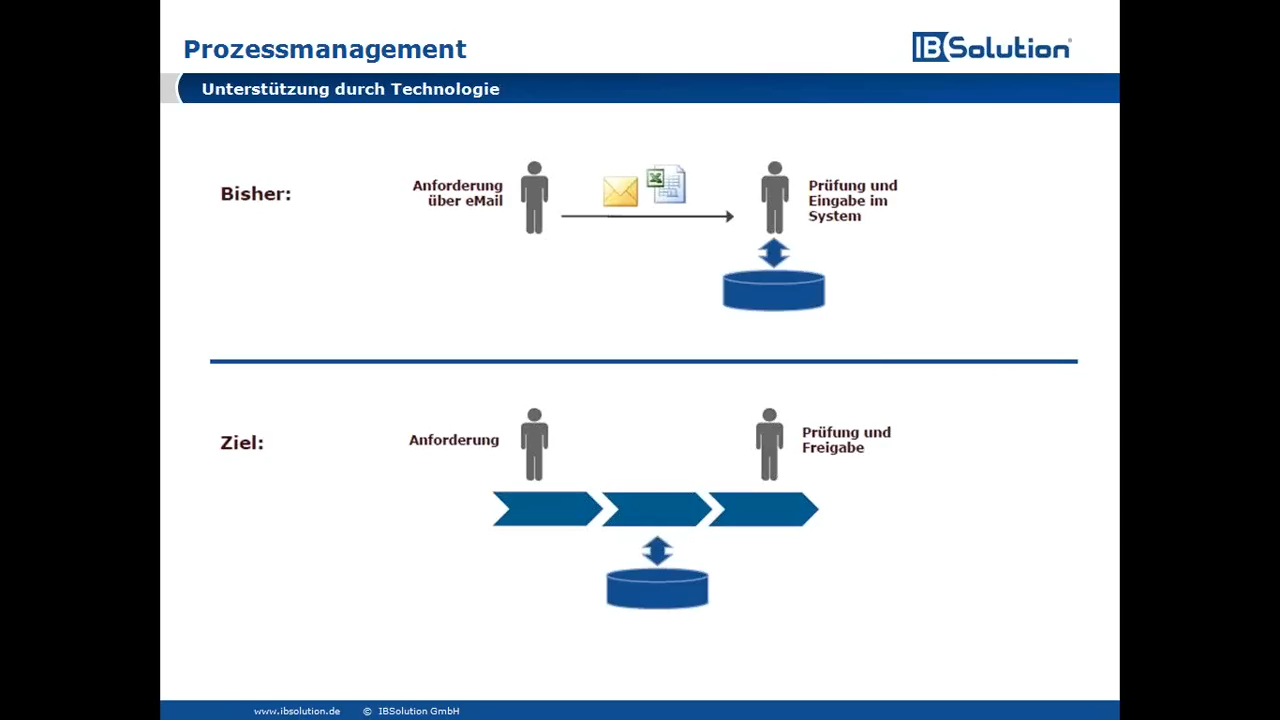 Prozessmanagement
IBSolution
Unterstützung durch Technologie
Bisher:
Anforderung
über eMail
Prüfung und
Eingabe im
System
Ziel:
Anforderung
Prüfung und
Freigabe
www.ibsolution.de © IBSolution GmbH